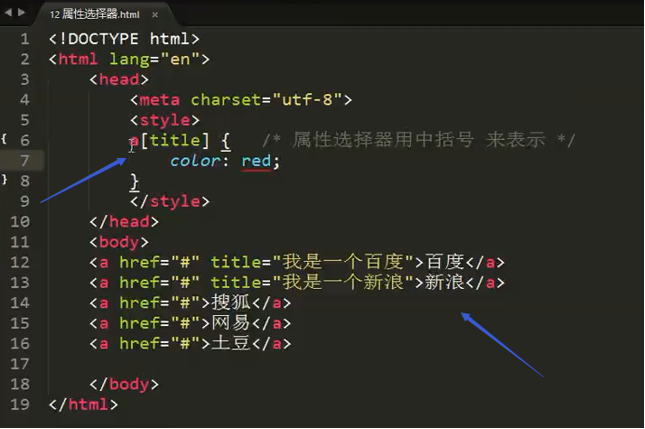 12 属性选择器.html ×
1 <!DOCTYPE html>
2 <html lang="en">
3 <head>
4 <meta charset="utf-8">
5 <style>
{ 6 a[title] { /* 属性选择器用中括号 来表示 */
7 color: red;
} 8 }
9 </style>
10 </head>
11 <body>
12 <a href="#" title="我是一个百度">百度</a>
13 <a href="#" title="我是一个新浪">新浪</a>
14 <a href="#">搜狐</a>
15 <a href="#">网易</a>
16 <a href="#">土豆</a>
17
18 </body>
19 </html>